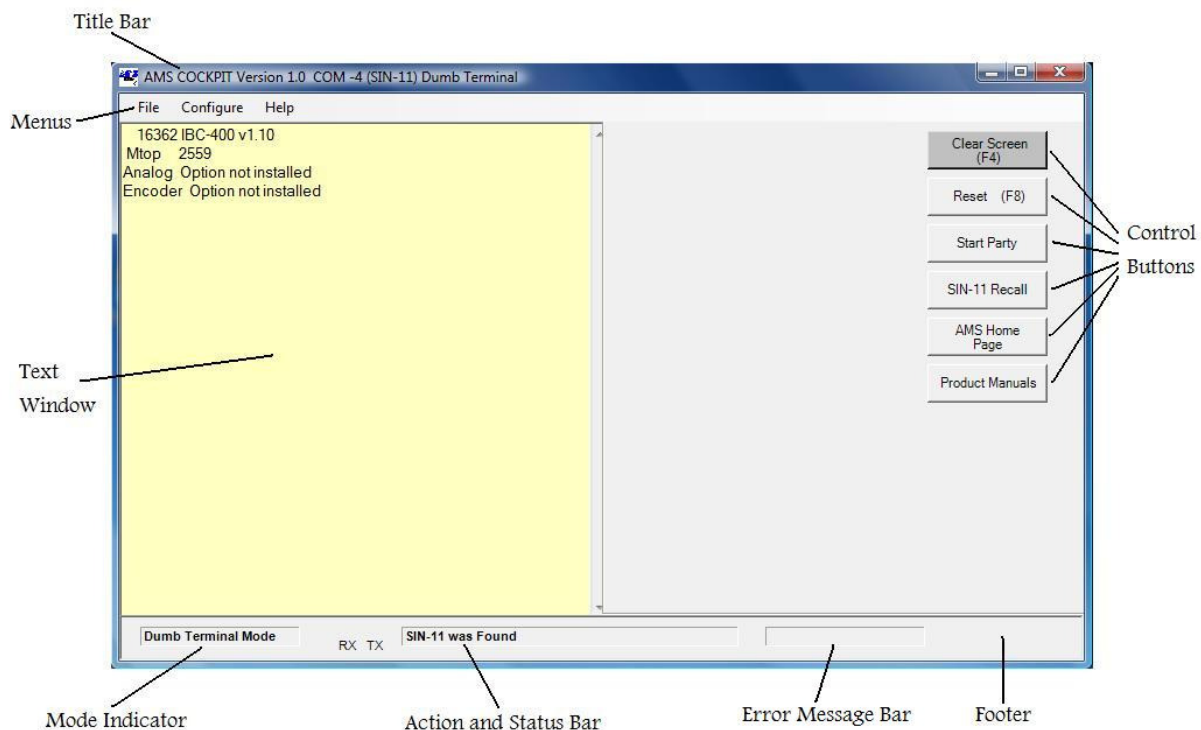 Title Bar
AMS COCKPIT Version 1.0 COM -4 (SIN-11) Dumb Terminal
Menus
File Configure Help
16362 IBC-400 v1.10
Mtop 2559
Analog Option not installed
Encoder Option not installed
Clear Screen
(F4)
Reset (F8)
Start Party
SIN-11 Recall
AMS Home
Page
Product Manuals
Control
Buttons
Text
Window
Dumb Terminal Mode
RX TX
SIN-11 was Found
Mode Indicator
Action and Status Bar
Error Message Bar
Footer